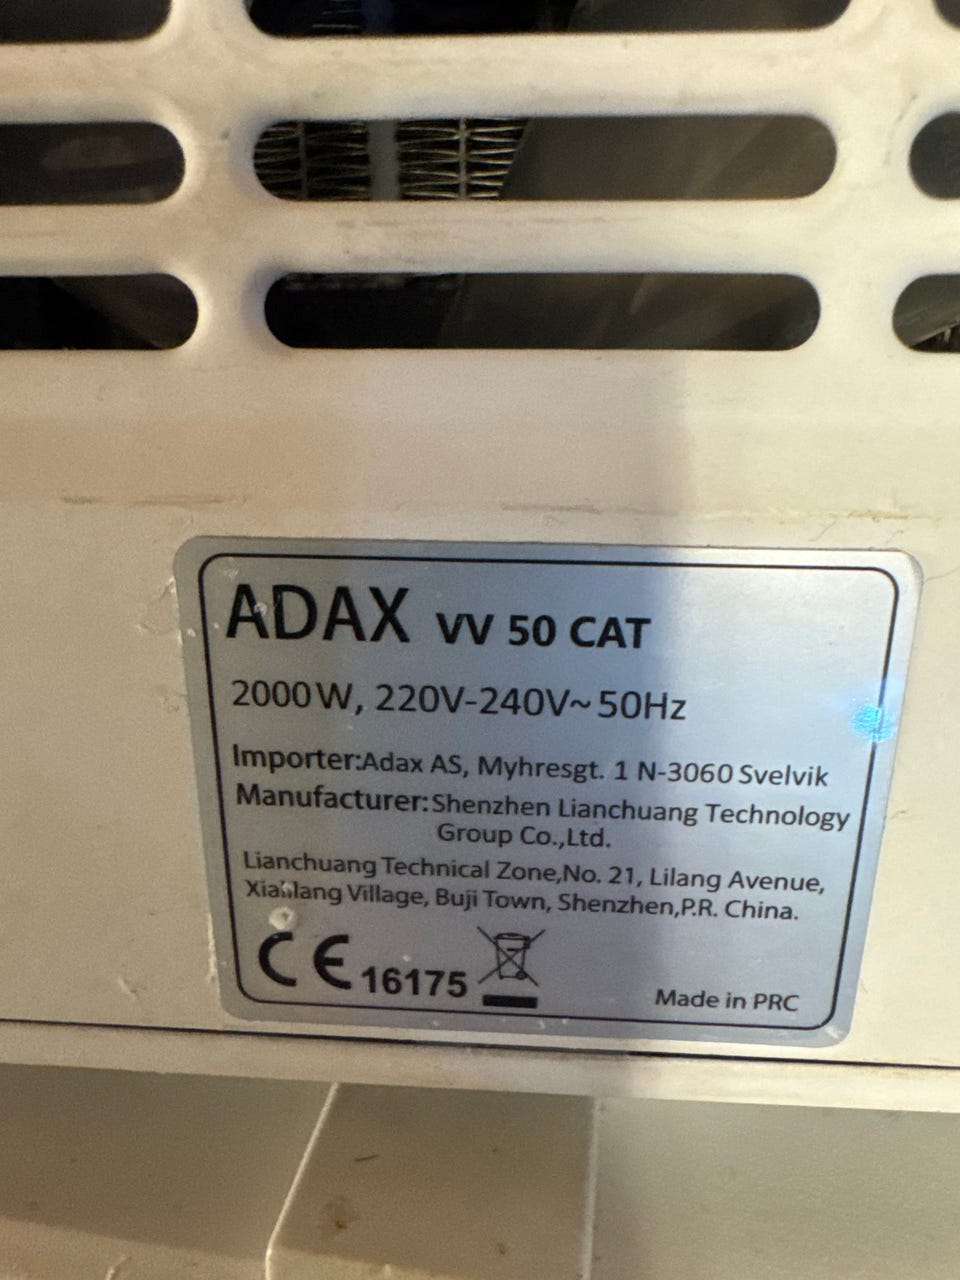 ADAX VV 50 CAT
2000W, 220V-240V~ 50Hz
Importer:Adax AS, Myhresgt. 1 N-3060 Svelvik
Manufacturer:Shenzhen Lianchuang Technology
Group Co.,Ltd.
Lianchuang Technical Zone,No. 21, Lilang Avenue,
Xialilang Village, Buji Town, Shenzhen,P.R. China.
CE 16175
Made in PRC